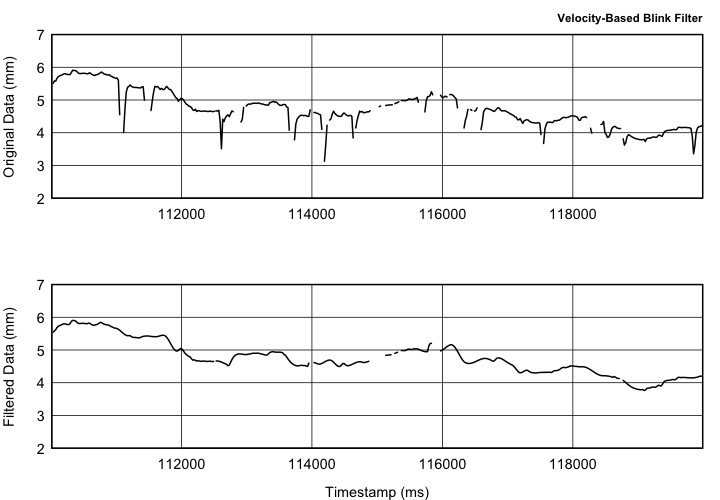 Velocity-Based Blink Filter
Original Data (mm)
7
6
5
4
3
2
112000 114000 116000 118000
Filtered Data (mm)
7
6
5
4
3
2
112000 114000 116000 118000
Timestamp (ms)